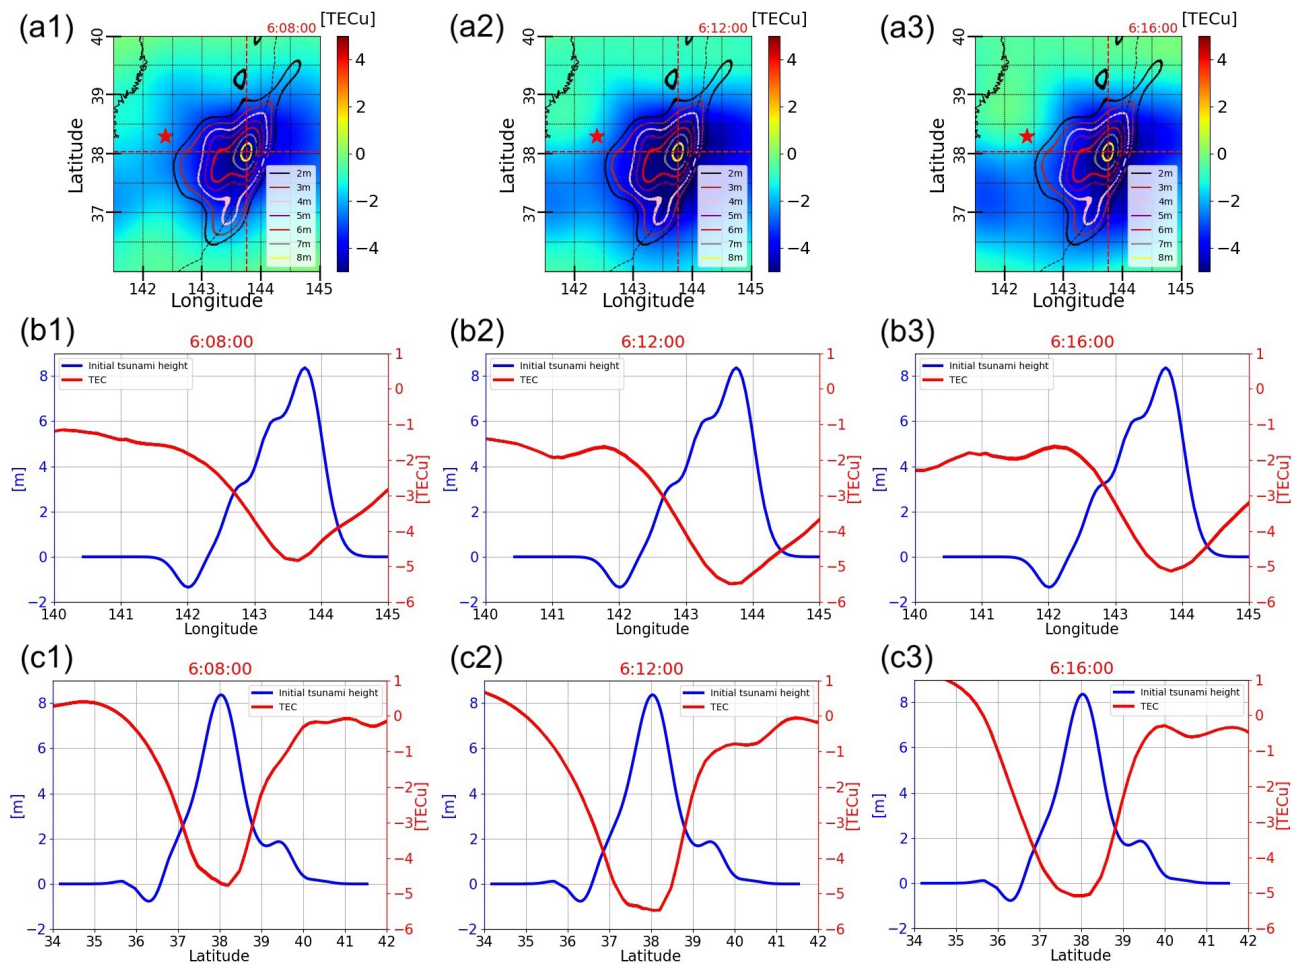 (a1)
[TECu]
6:08:00
40
39
38
37
Latitude
142
143
144
145
Longitude
4
2
0
−2
−4
2m
3m
4m
5m
6m
7m
8m
(a2)
[TECu]
6:12:00
40
39
38
37
Latitude
142
143
144
145
Longitude
4
2
0
−2
−4
2m
3m
4m
5m
6m
7m
8m
(a3)
[TECu]
6:16:00
40
39
38
37
Latitude
142
143
144
145
Longitude
4
2
0
−2
−4
2m
3m
4m
5m
6m
7m
8m
(b1)
6:08:00
Initial tsunami height
TEC
8
6
4
2
0
−2
[m]
1
0
−1
−2
−3
−4
−5
−6
[TECu]
140
141
142
143
144
145
Longitude
(b2)
6:12:00
Initial tsunami height
TEC
8
6
4
2
0
−2
[m]
1
0
−1
−2
−3
−4
−5
−6
[TECu]
140
141
142
143
144
145
Longitude
(b3)
6:16:00
Initial tsunami height
TEC
8
6
4
2
0
−2
[m]
1
0
−1
−2
−3
−4
−5
−6
[TECu]
140
141
142
143
144
145
Longitude
(c1)
6:08:00
Initial tsunami height
TEC
8
6
4
2
0
−2
[m]
1
0
−1
−2
−3
−4
−5
−6
[TECu]
34
35
36
37
38
39
40
41
42
Latitude
(c2)
6:12:00
Initial tsunami height
TEC
8
6
4
2
0
−2
[m]
1
0
−1
−2
−3
−4
−5
−6
[TECu]
34
35
36
37
38
39
40
41
42
Latitude
(c3)
6:16:00
Initial tsunami height
TEC
8
6
4
2
0
−2
[m]
1
0
−1
−2
−3
−4
−5
−6
[TECu]
34
35
36
37
38
39
40
41
42
Latitude